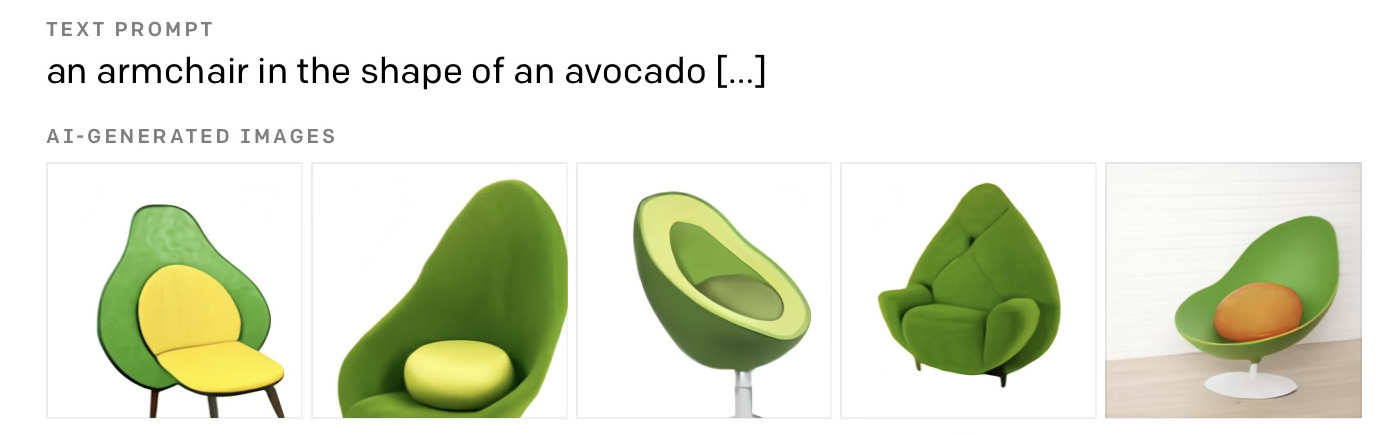 TEXT PROMPT
an armchair in the shape of an avocado [...]
AI-GENERATED IMAGES